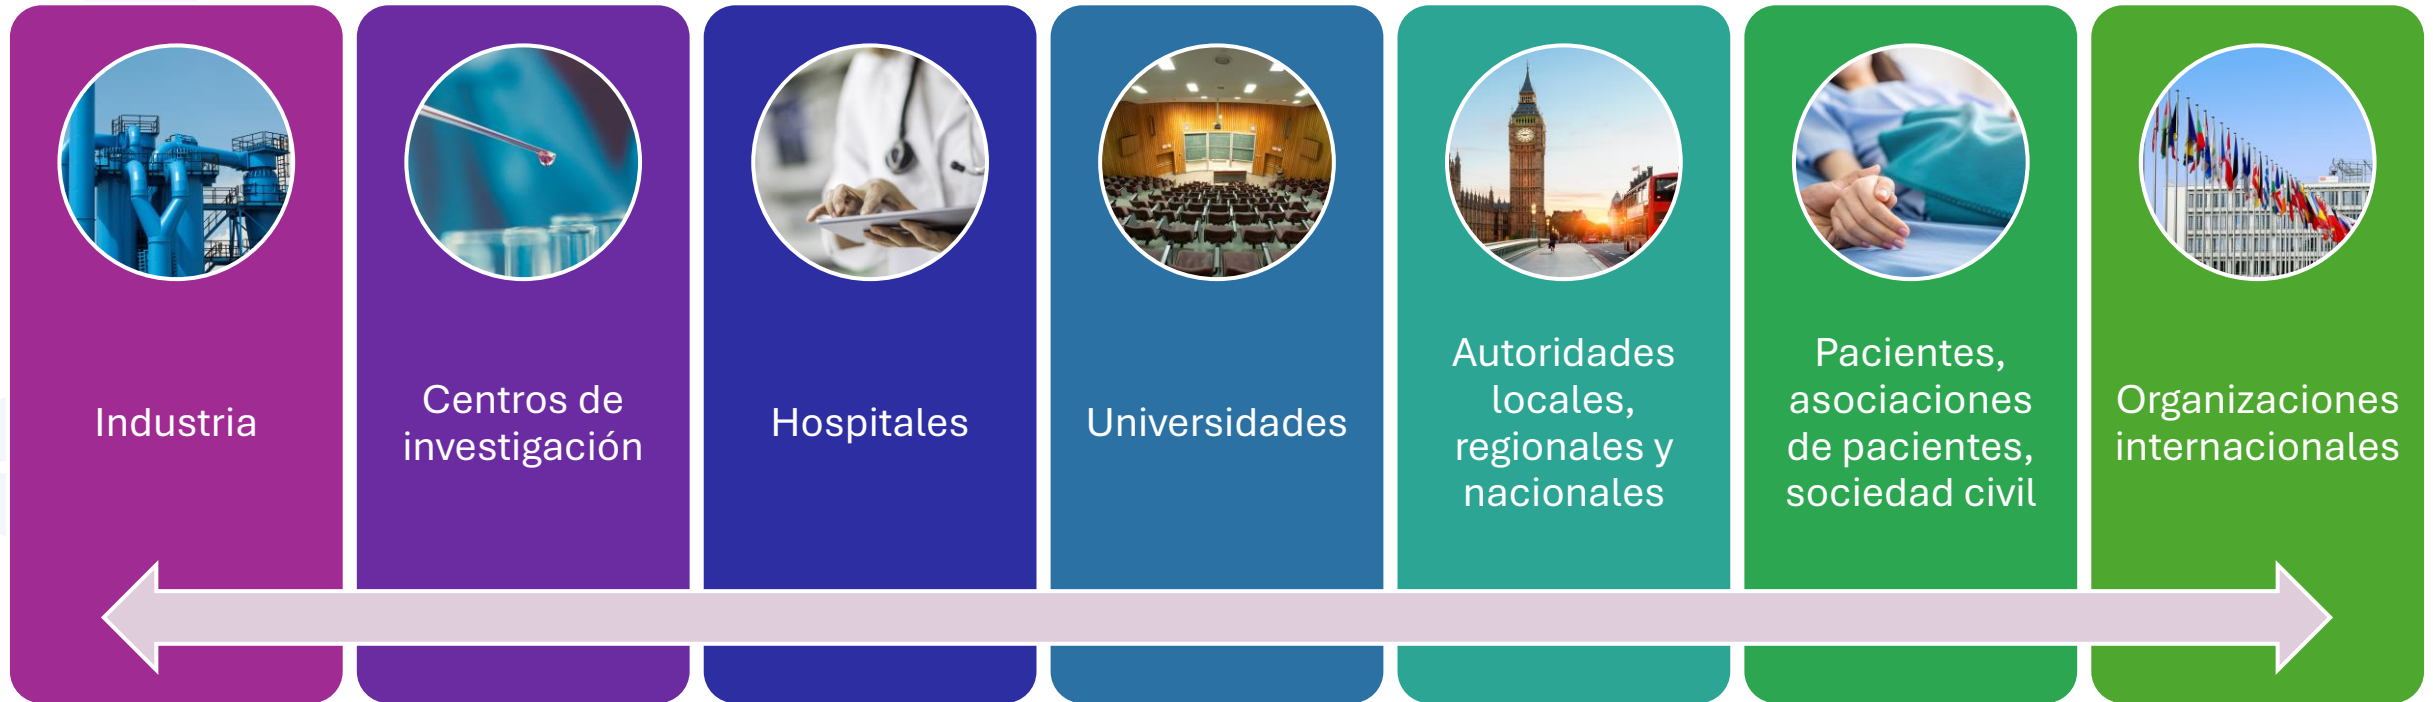 Industria
Centros de
investigación
Hospitales
Universidades
Autoridades
locales,
regionales y
nacionales
Pacientes,
asociaciones
de pacientes,
sociedad civil
Organizaciones
internacionales